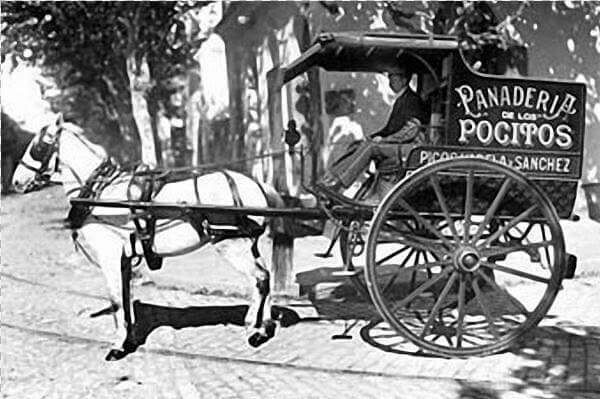 PANADERIA
DE LOS
POCITOS
Y SANCHEZ